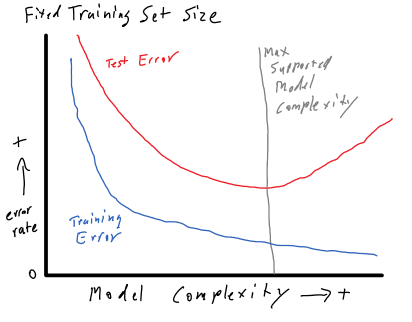 Fixed Training Set Size
Test Error
Max
Supported
Model
Complexity
+
error
rate
Training
Error
0
Model Complexity → +